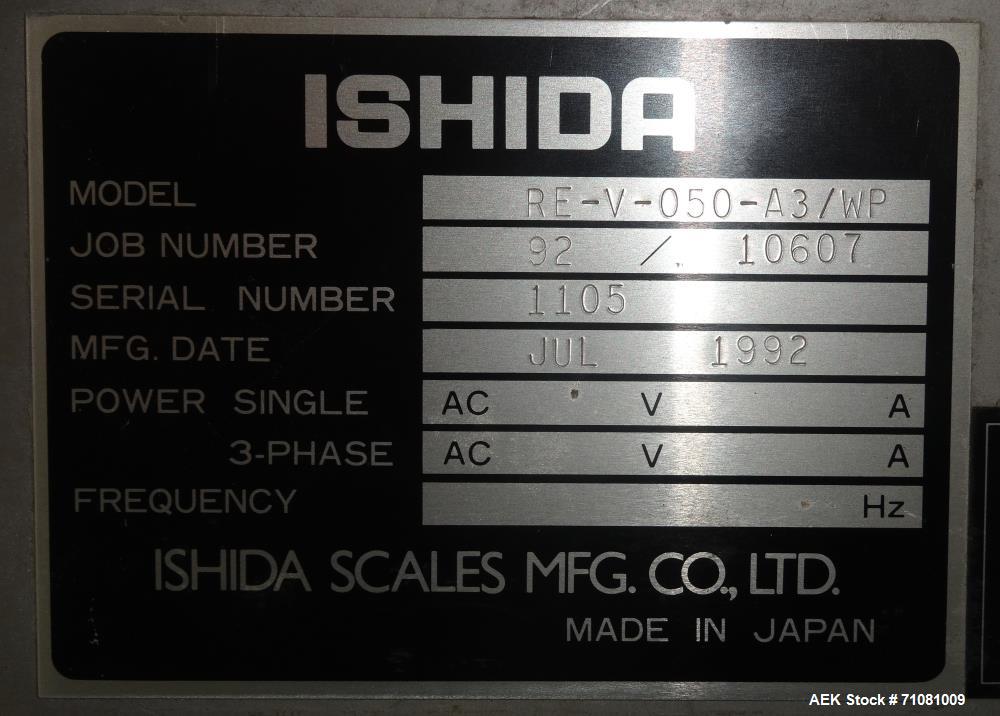 ISHIDA
MODEL RE-V-050-A3/WP
JOB NUMBER 92 / 10607
SERIAL NUMBER 1105
MFG. DATE JUL 1992
POWER SINGLE AC V A
3-PHASE AC V A
FREQUENCY Hz
ISHIDA SCALES MFG. CO., LTD.
MADE IN JAPAN
AEK Stock # 71081009